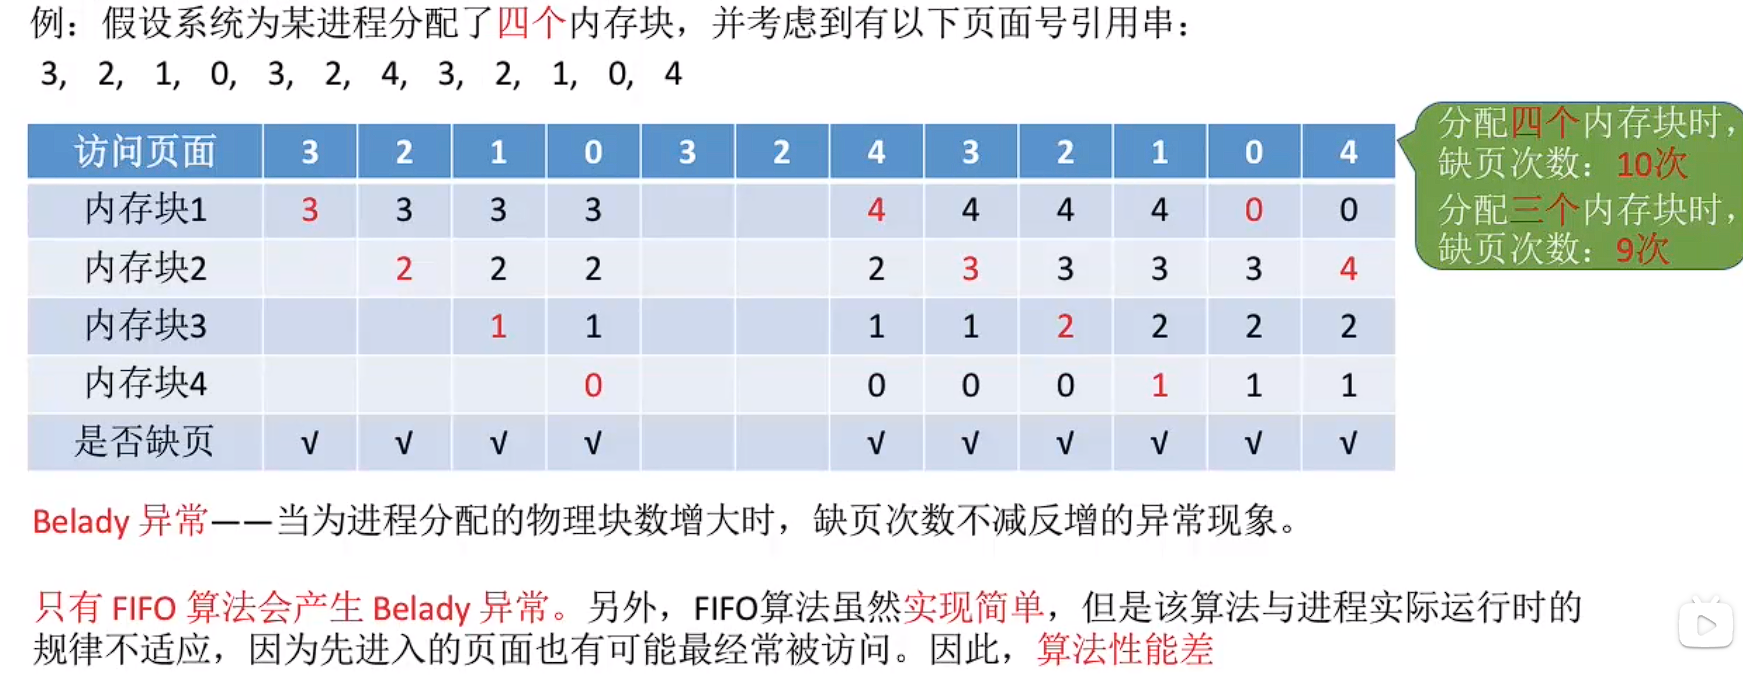 例：假设系统为某进程分配了四个内存块，并考虑到有以下页面号引用串：
3, 2, 1, 0, 3, 2, 4, 3, 2, 1, 0, 4
访问页面 3 2 1 0 3 2 4 3 2 1 0 4
内存块1 3 3 3 3 4 4 4 4 0 0
内存块2 2 2 2 2 3 3 3 3 4
内存块3 1 1 1 1 2 2 2 2
内存块4 0 0 0 0 1 1 1
是否缺页 √ √ √ √ √ √ √ √ √ √
分配四个内存块时，
缺页次数：10次
分配三个内存块时，
缺页次数：9次
Belady 异常——当为进程分配的物理块数增大时，缺页次数不减反增的异常现象。
只有 FIFO 算法会产生 Belady 异常。另外，FIFO算法虽然实现简单，但是该算法与进程实际运行时的
规律不适应，因为先进入的页面也有可能最经常被访问。因此，算法性能差